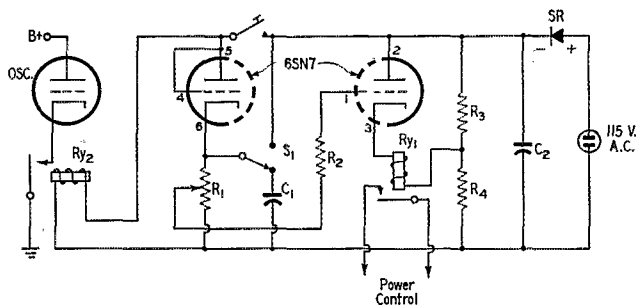 B+
OSC.
Ry2
4
5
6
6SN7
S1
R1
C1
R2
1
2
3
Ry1
R3
R4
C2
SR
− +
115 V.
A.C.
Power
Control